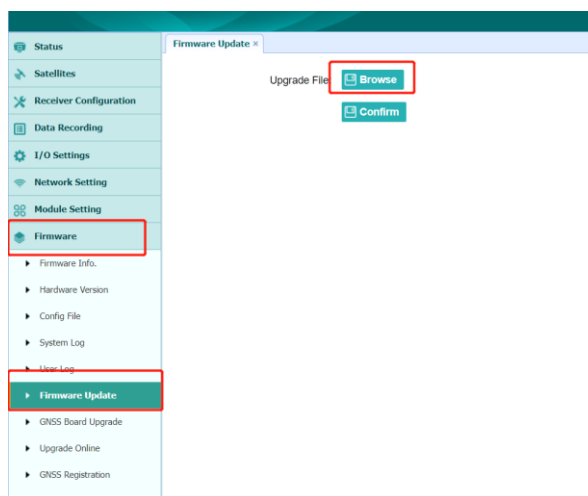 Status
Satellites
Receiver Configuration
Data Recording
I/O Settings
Network Setting
Module Setting
Firmware
Firmware Info.
Hardware Version
Config File
System Log
User Log
Firmware Update
GNSS Board Upgrade
Upgrade Online
GNSS Registration
Firmware Update ×
Upgrade File Browse
Confirm